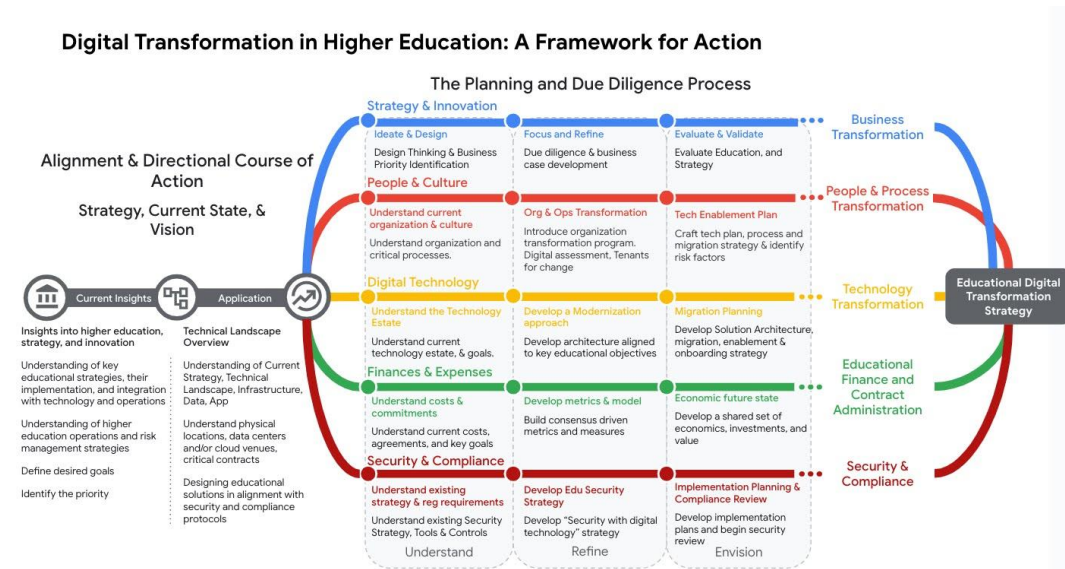 Digital Transformation in Higher Education: A Framework for Action
The Planning and Due Diligence Process
Alignment & Directional Course of
Action
Strategy, Current State, &
Vision
Current Insights
Application
Insights into higher education,
strategy, and innovation
Understanding of key
educational strategies, their
implementation, and integration
with technology and operations
Understanding of higher
education operations and risk
management strategies
Define desired goals
Identify the priority
Technical Landscape
Overview
Understanding of Current
Strategy, Technical
Landscape, Infrastructure,
Data, App
Understand physical
locations, data centers
and/or cloud venues,
critical contracts
Designing educational
solutions in alignment with
security and compliance
protocols
Strategy & Innovation
Ideate & Design
Design Thinking & Business
Priority Identification
Focus and Refine
Due diligence & business
case development
Evaluate & Validate
Evaluate Education, and
Strategy
Business
Transformation
People & Culture
Understand current
organization & culture
Understand organization and
critical processes.
Org & Ops Transformation
Introduce organization
transformation program.
Digital assessment, Tenants
for change
Tech Enablement Plan
Craft tech plan, process and
migration strategy & identify
risk factors
People & Process
Transformation
Digital Technology
Understand the Technology
Estate
Understand current
technology estate, & goals.
Develop a Modernization
approach
Develop architecture aligned
to key educational objectives
Migration Planning
Develop Solution Architecture,
migration, enablement &
onboarding strategy
Technology
Transformation
Finances & Expenses
Understand costs &
commitments
Understand current costs,
agreements, and key goals
Develop metrics & model
Build consensus driven
metrics and measures
Economic future state
Develop a shared set of
economics, investments, and
value
Educational
Finance and
Contract
Administration
Security & Compliance
Understand existing
strategy & reg requirements
Understand existing Security
Strategy, Tools & Controls
Develop Edu Security
Strategy
Develop “Security with digital
technology” strategy
Implementation Planning &
Compliance Review
Develop implementation
plans and begin security
review
Security &
Compliance
Understand
Refine
Envision
Educational Digital
Transformation
Strategy